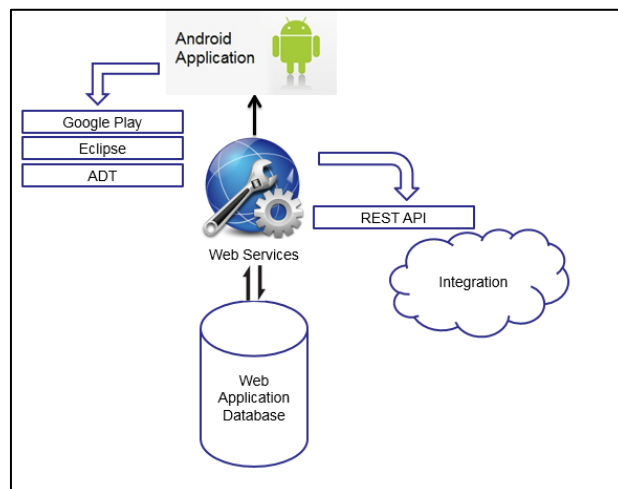 Android
Application
Google Play
Eclipse
ADT
REST API
Web Services
Integration
Web
Application
Database